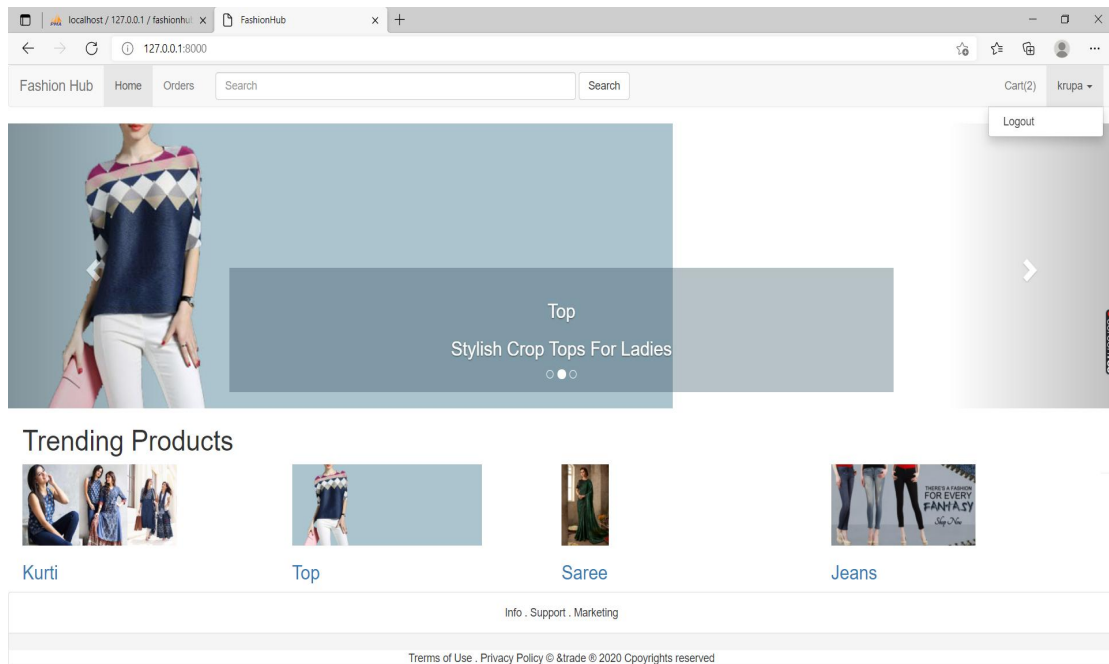 localhost / 127.0.0.1 / fashionhu
FashionHub
127.0.0.1:8000
Fashion Hub Home Orders Search Search Cart(2) krupa
Logout
Top
Stylish Crop Tops For Ladies
Trending Products
THERE'S A FASHION
FOR EVERY
FANTASY
Shop Now
Kurti Top Saree Jeans
Info . Support . Marketing
Trerms of Use . Privacy Policy © &trade ® 2020 Cpoyrights reserved